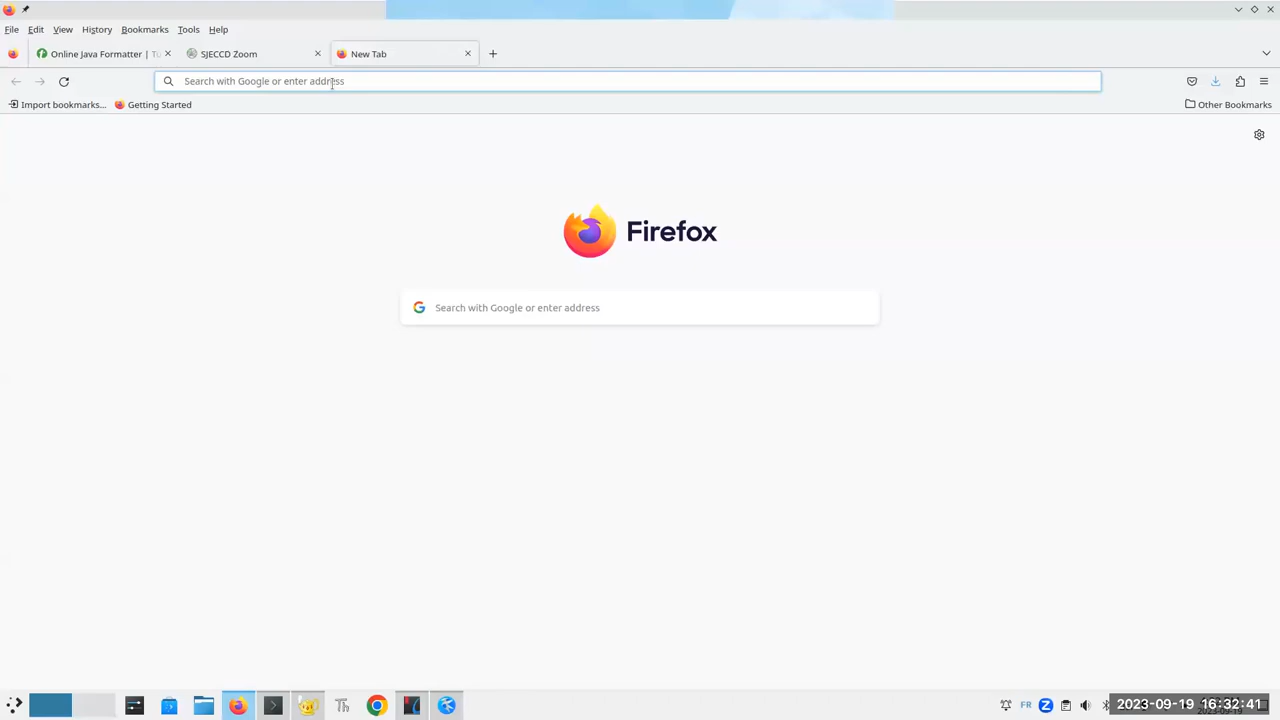 File Edit View History Bookmarks Tools Help
Online Java Formatter | SJECCD Zoom New Tab
Search with Google or enter address
Import bookmarks... Getting Started Other Bookmarks
Firefox
Search with Google or enter address
FR 2023-09-19 16:32:41